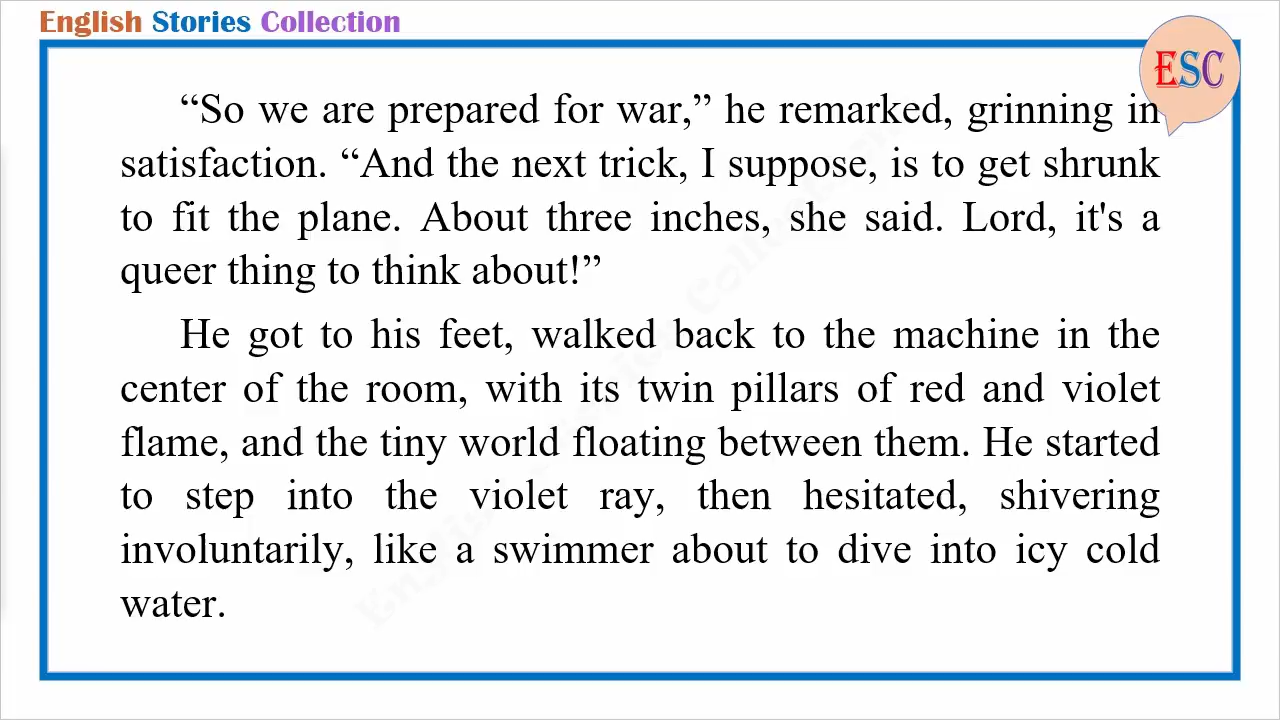 English Stories Collection
ESC
“So we are prepared for war,” he remarked, grinning in
satisfaction. “And the next trick, I suppose, is to get shrunk
to fit the plane. About three inches, she said. Lord, it's a
queer thing to think about!”
He got to his feet, walked back to the machine in the
center of the room, with its twin pillars of red and violet
flame, and the tiny world floating between them. He started
to step into the violet ray, then hesitated, shivering
involuntarily, like a swimmer about to dive into icy cold
water.
English Stories Collection